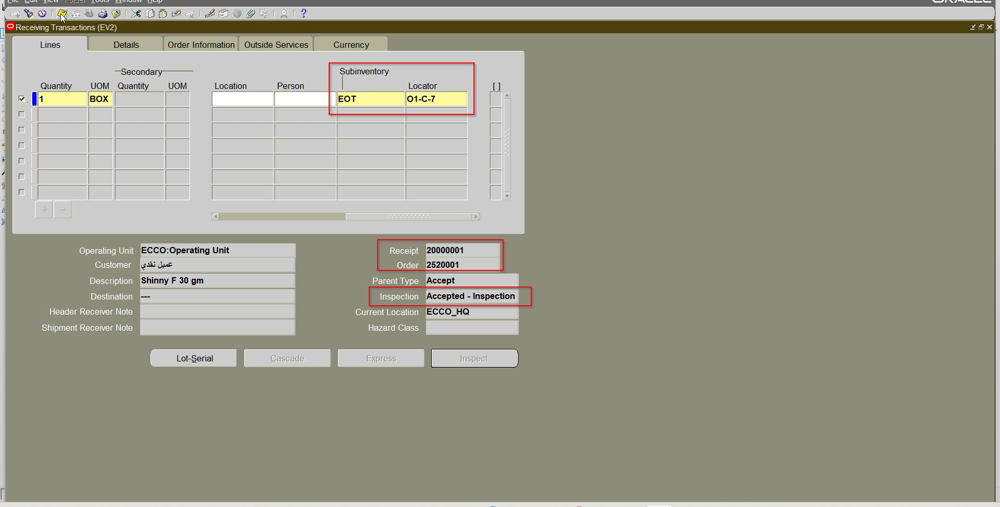 File Edit View Folder Tools Window Help
ORACLE
Receiving Transactions (EV2)
Lines Details Order Information Outside Services Currency
Secondary Subinventory
Quantity UOM Quantity UOM Location Person Locator [ ]
1 BOX EOT O1-C-7
Operating Unit ECCO:Operating Unit Receipt 20000001
Customer عميل نقدي Order 2520001
Description Shinny F 30 gm Parent Type Accept
Destination --- Inspection Accepted - Inspection
Header Receiver Note Current Location ECCO_HQ
Shipment Receiver Note Hazard Class
Lot-Serial Cascade Express Inspect